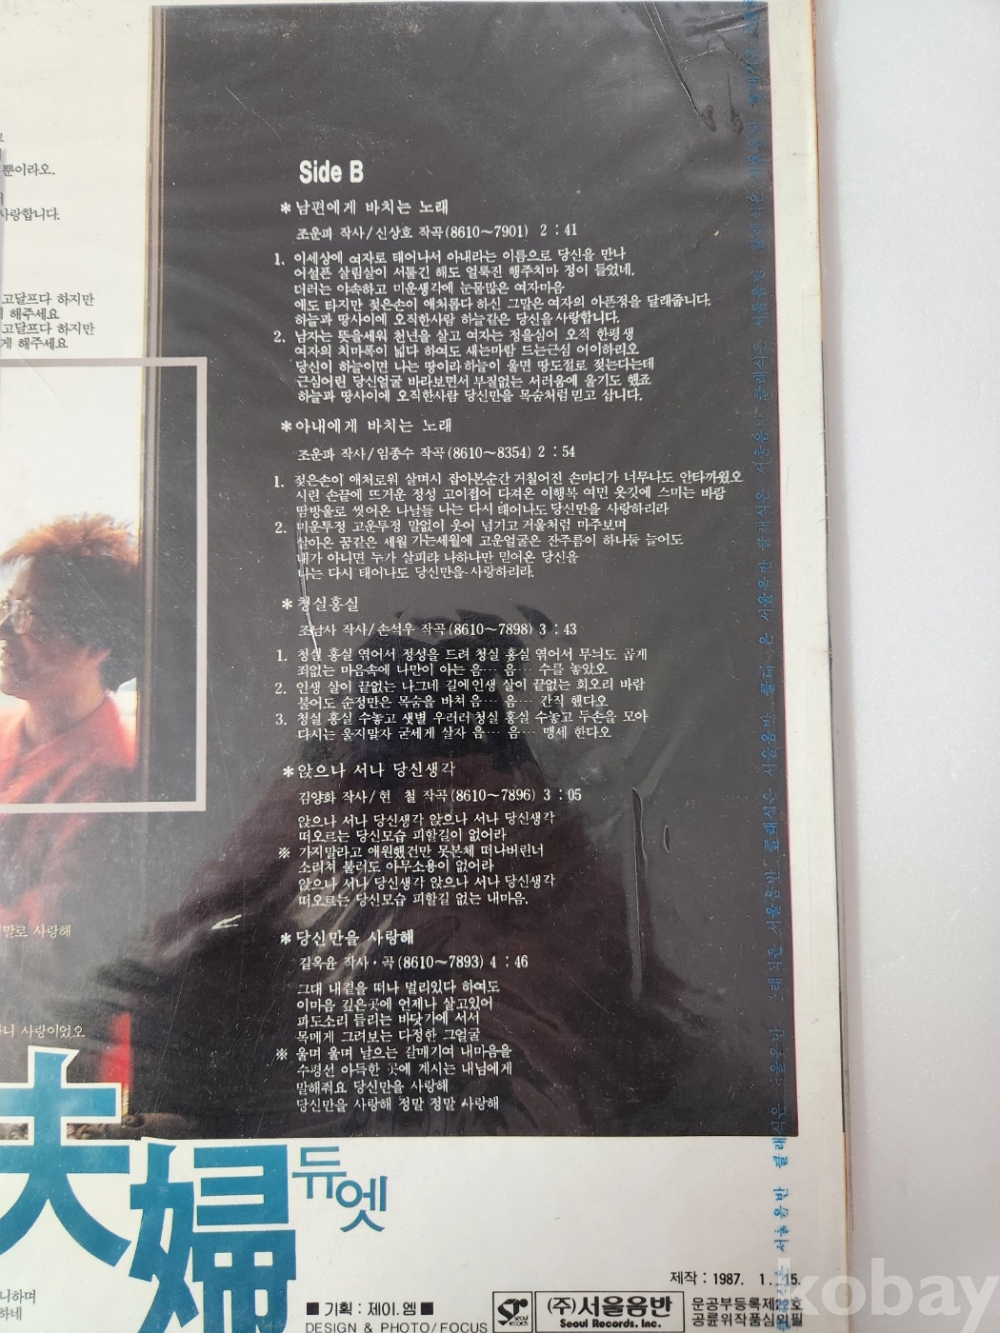 뿐이라오.
사랑합니다.
고달프다 하지만
해주세요
고달프다 하지만
게 해주세요
Side B
＊남편에게 바치는 노래
조운파 작사/신상호 작곡(8610～7901) 2 : 41
1. 이세상에 여자로 태어나서 아내라는 이름으로 당신을 만나
어설픈 살림살이 서툴긴 해도 얼룩진 행주치마 정이 들었네.
더러는 야속하고 미운생각에 눈물많은 여자마음
애도 타지만 젖은손이 애처롭다 하신 그말은 여자의 아픈정을 달래줍니다.
하늘과 땅사이에 오직한사람 하늘같은 당신을사랑합니다.
2. 남자는 뜻을세워 천년을 살고 여자는 정을심어 오직 한평생
여자의 치마폭이 넓다 하여도 새는바람 드는근심 어이하리오
당신이 하늘이면 나는 땅이라 하늘이 울면 땅도절로 젖는다는데
근심어린 당신얼굴 바라보면서 부질없는 서러움에 울기도 했죠
하늘과 땅사이에 오직한사람 당신만을 목숨처럼 믿고 삽니다.
＊아내에게 바치는 노래
조운파 작사/임종수 작곡(8610～8354) 2 : 54
1. 젖은손이 애처로워 살며시 잡아본순간 거칠어진 손마디가 너무나도 안타까웠오
시린 손끝에 뜨거운 정성 고이접어 다져온 이행복 여민 옷깃에 스미는 바람
땀방울로 씻어온 나날들 나는 다시 태어나도 당신만을 사랑하리라
2. 미운투정 고운투정 말없이 웃어 넘기고 거울처럼 마주보며
살아온 꿈같은 세월 가는세월에 고운얼굴은 잔주름이 하나둘 늘어도
내가 아니면 누가 살피랴 나하나만 믿어온 당신을
나는 다시 태어나도 당신만을 사랑하리라.
＊청실홍실
조남사 작사/손석우 작곡(8610～7898) 3 : 43
1. 청실 홍실 엮어서 정성을 드려 청실 홍실 엮어서 무늬도 곱게
죄없는 마음속에 나만이 아는 음… 음… 수를 놓았오
2. 인생 살이 끝없는 나그네 길에 인생 살이 끝없는 회오리 바람
불어도 순정만은 목숨을 바쳐 음… 음… 간직 했다오
3. 청실 홍실 수놓고 샛별 우러러 청실 홍실 수놓고 두손을 모아
다시는 울지말자 굳세게 살자 음… 음… 맹세 한다오
＊앉으나 서나 당신생각
김양화 작사/현 철 작곡(8610～7896) 3 : 05
앉으나 서나 당신생각 앉으나 서나 당신생각
떠오르는 당신모습 피할길이 없어라
※ 가지말라고 애원했건만 못본체 떠나버린너
소리쳐 불러도 아무소용이 없어라
앉으나 서나 당신생각 앉으나 서나 당신생각
떠오르는 당신모습 피할길 없는 내마음.
＊당신만을 사랑해
길옥윤 작사·곡(8610～7893) 4 : 46
그대 내곁을 떠나 멀리있다 하여도
이마음 깊은곳에 언제나 살고있어
파도소리 들리는 바닷가에 서서
목메게 그려보는 다정한 그얼굴
※ 울며 울며 날으는 갈매기여 내마음을
수평선 아득한 곳에 계시는 내님에게
말해줘요 당신만을 사랑해
당신만을 사랑해 정말 정말 사랑해
말로 사랑해
니 사랑이었오
夫婦 듀엣
제작 : 1987. 1. 15.
■ 기획 : 제이.엠 ■
DESIGN & PHOTO/FOCUS
seoul records
(주)서울음반
Seoul Records. Inc.
문공부등록제호
공륜위작품심의필
서울음반 클래식은 서울음반 클래식은 서울음반
kobay